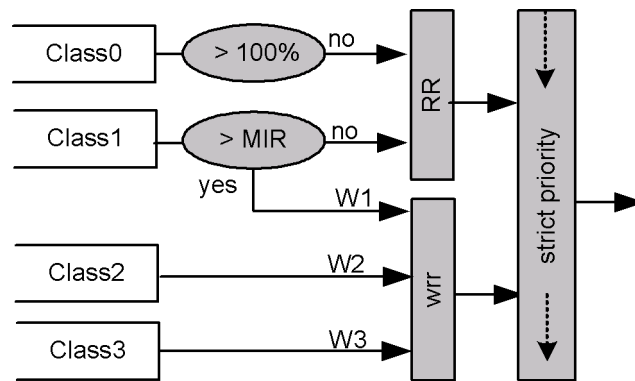 Class0
> 100%
no
RR
Class1
> MIR
no
yes
W1
strict priority
Class2
W2
wrr
Class3
W3